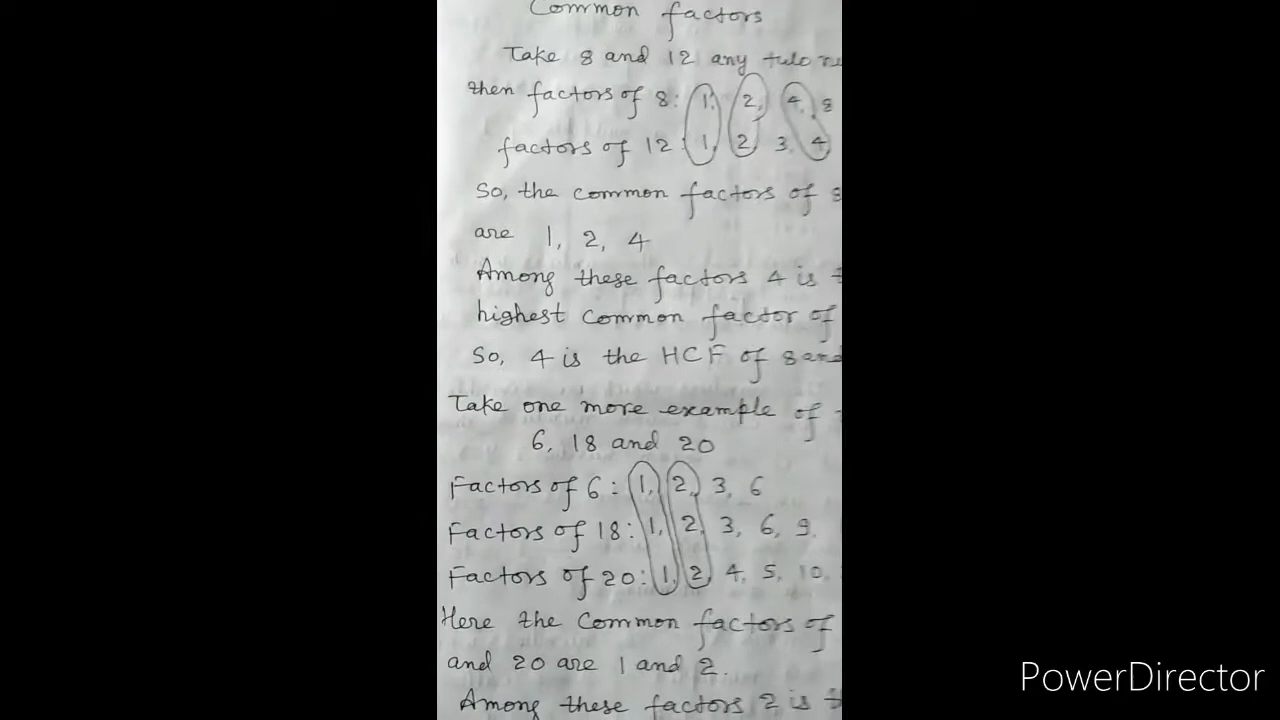 Common factors
Take 8 and 12 any two
then factors of 8: 1, 2, 4, 8
factors of 12: 1, 2, 3, 4
So, the common factors of 8
are 1, 2, 4
Among these factors 4 is
highest common factor of
So, 4 is the HCF of 8 and
Take one more example of
6, 18 and 20
Factors of 6: 1, 2, 3, 6
Factors of 18: 1, 2, 3, 6, 9,
Factors of 20: 1, 2, 4, 5, 10,
Here the common factors of
and 20 are 1 and 2.
Among these factors 2 is
PowerDirector